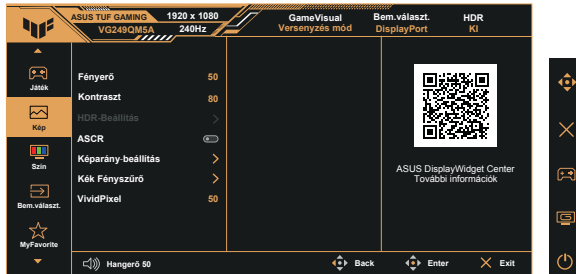 ASUS TUF GAMING 1920 x 1080 GameVisual Bem.választ. HDR
VG249QM5A 240Hz Versenyzés mód DisplayPort KI
Játék
Kép
Szín
Bem.választ.
MyFavorite
Fényerő 50
Kontraszt 80
HDR-Beállítás
ASCR
Képarány-beállítás
Kék Fényszűrő
VividPixel 50
ASUS DisplayWidget Center
További információk
Hangerő 50 Back Enter Exit